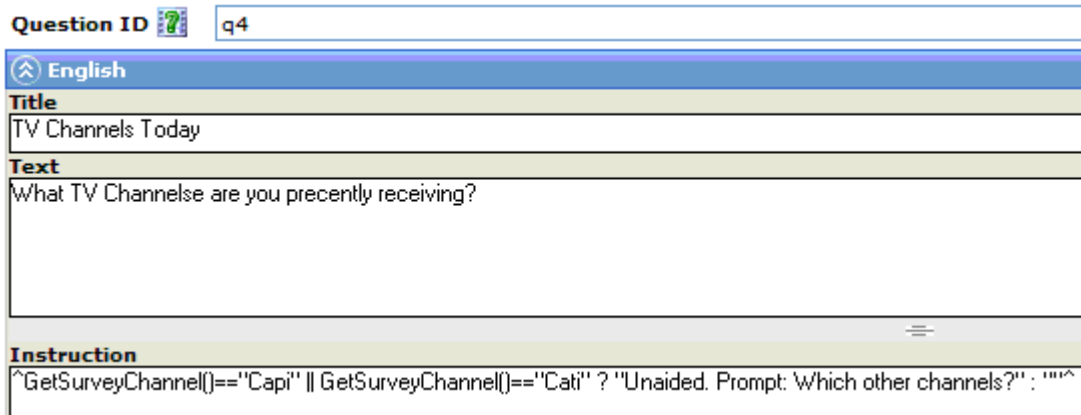 Question ID ? q4
English
Title
TV Channels Today
Text
What TV Channelse are you precently receiving?
Instruction
^GetSurveyChannel()=="Capi" || GetSurveyChannel()=="Cati" ? "Unaided. Prompt: Which other channels?" : ""^